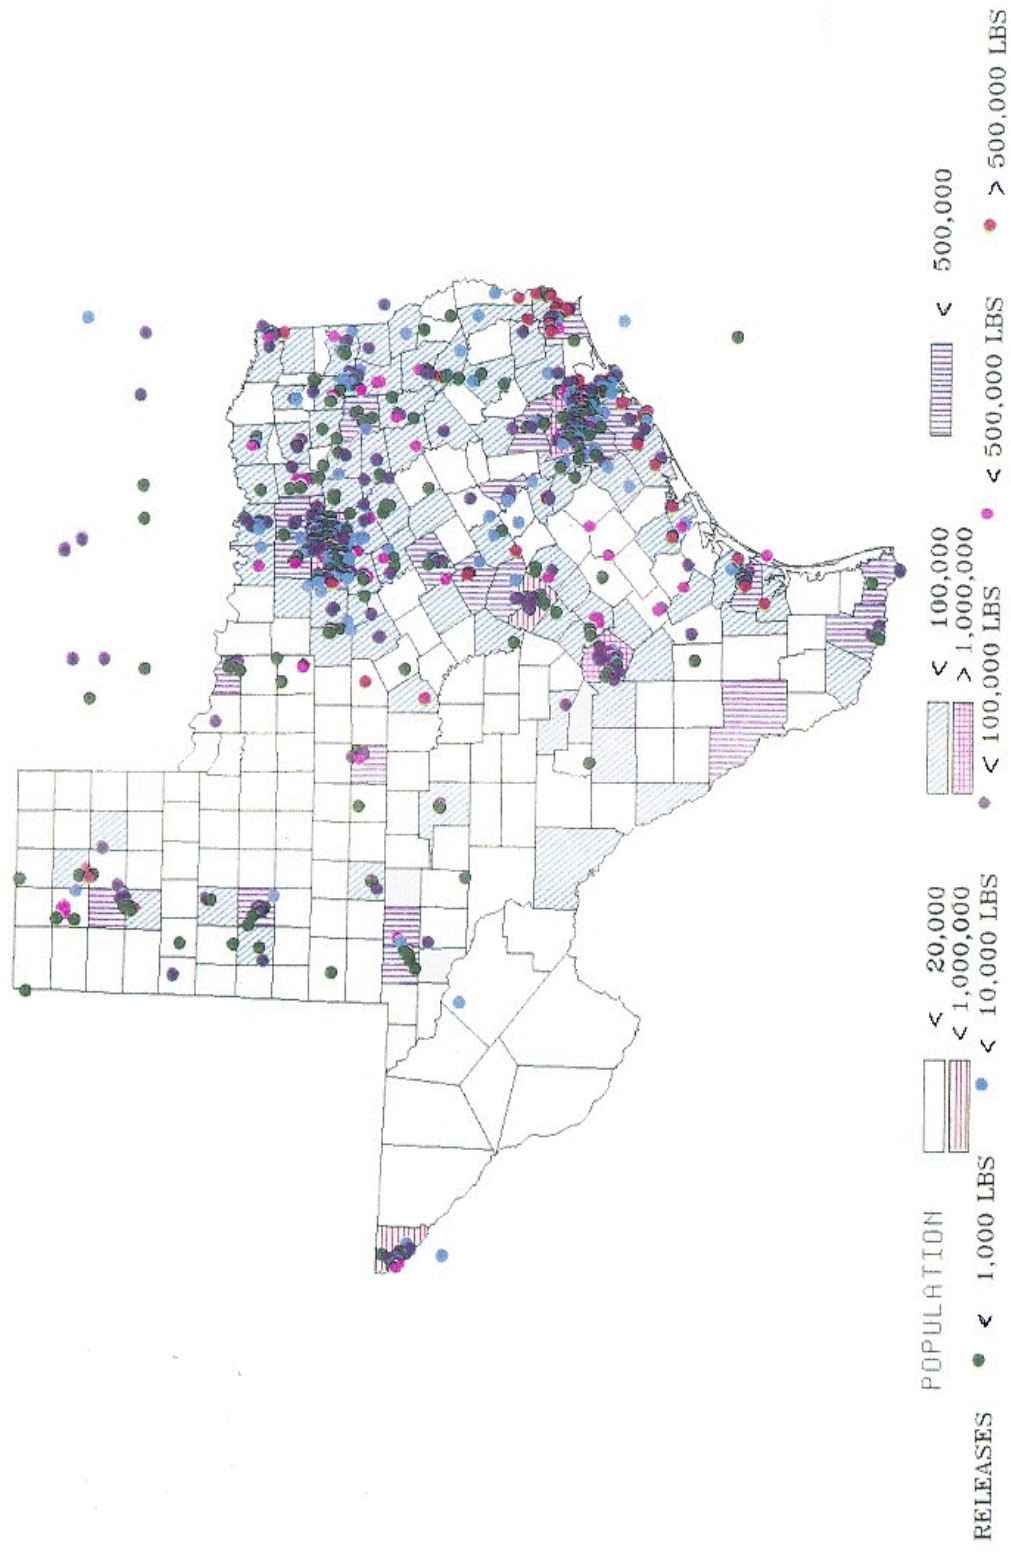 POPULATION < 20,000 < 100,000 < 500,000
< 1,000,000 > 1,000,000
RELEASES < 1,000 LBS < 10,000 LBS < 100,000 LBS < 500,000 LBS > 500,000 LBS